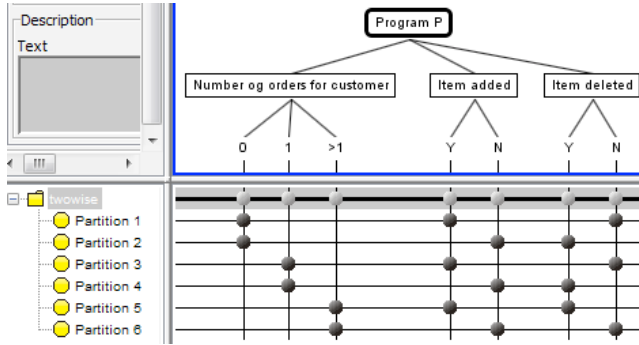 Description
Text
Program P
Number og orders for customer
Item added
Item deleted
0 1 >1 Y N Y N
twowise
Partition 1
Partition 2
Partition 3
Partition 4
Partition 5
Partition 6